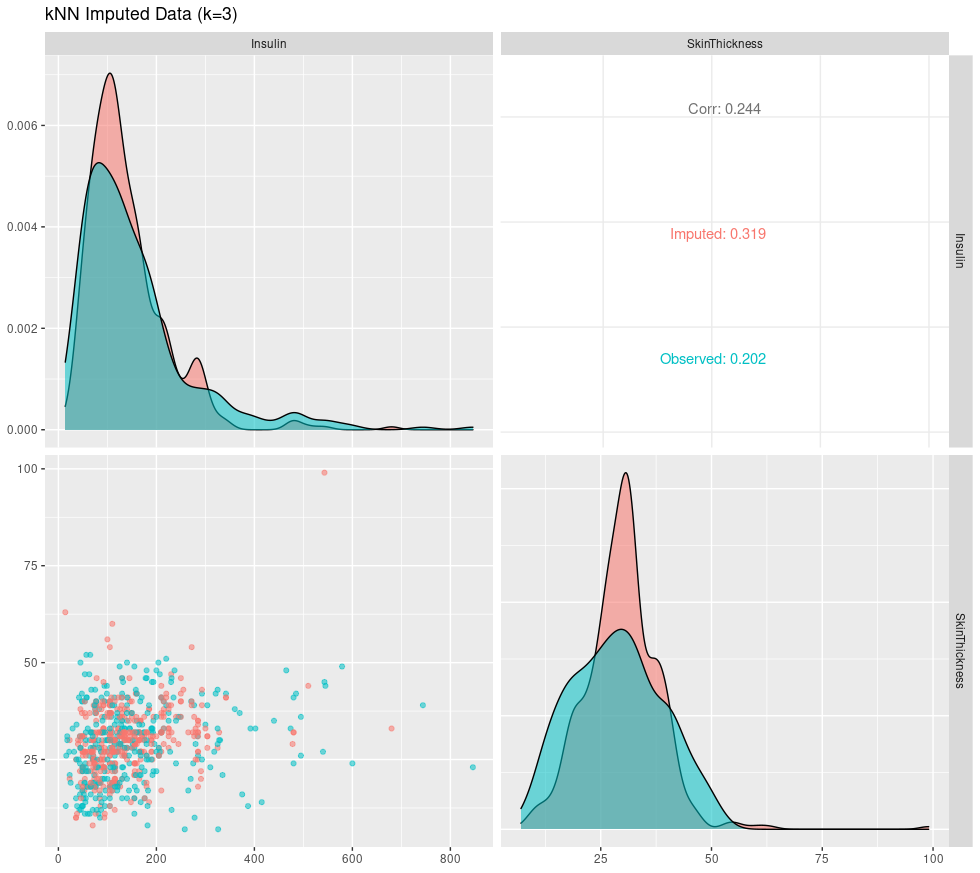 kNN Imputed Data (k=3)
Insulin
SkinThickness
0.006
0.004
0.002
0.000
Corr: 0.244
Imputed: 0.319
Observed: 0.202
Insulin
100
75
50
25
SkinThickness
0
200
400
600
800
25
50
75
100